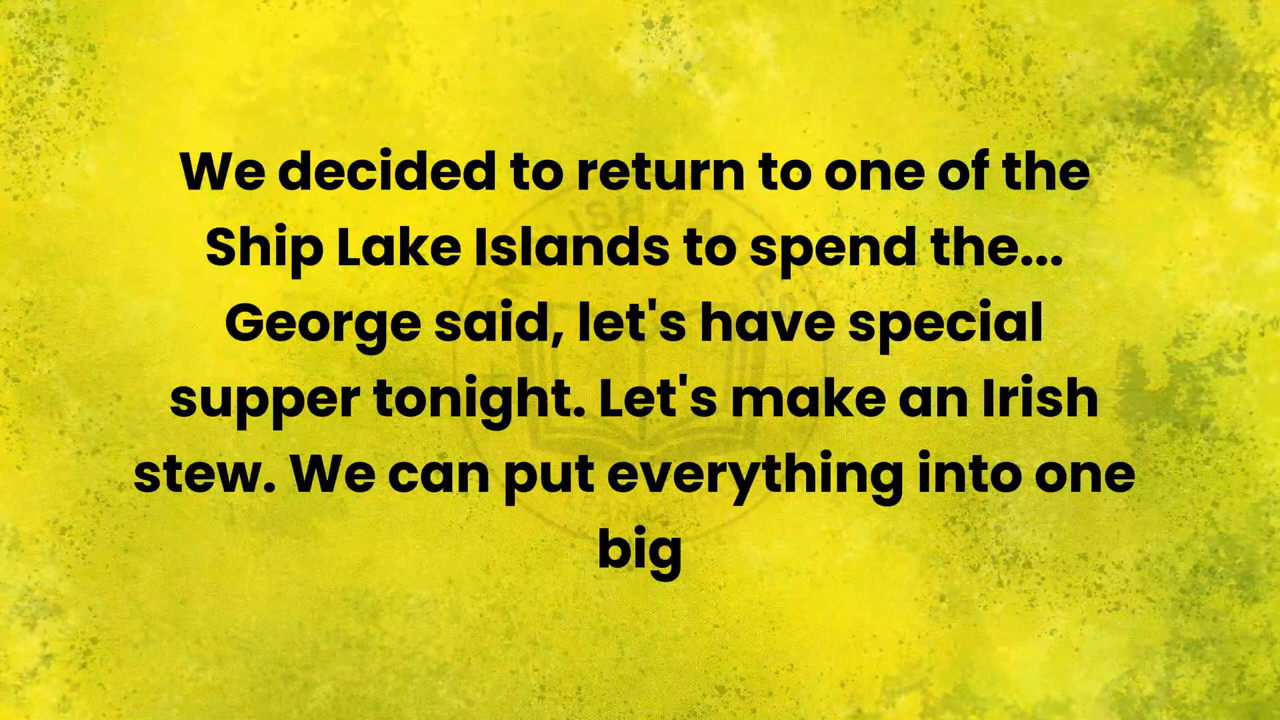 We decided to return to one of the
Ship Lake Islands to spend the...
George said, let's have special
supper tonight. Let's make an Irish
stew. We can put everything into one
big